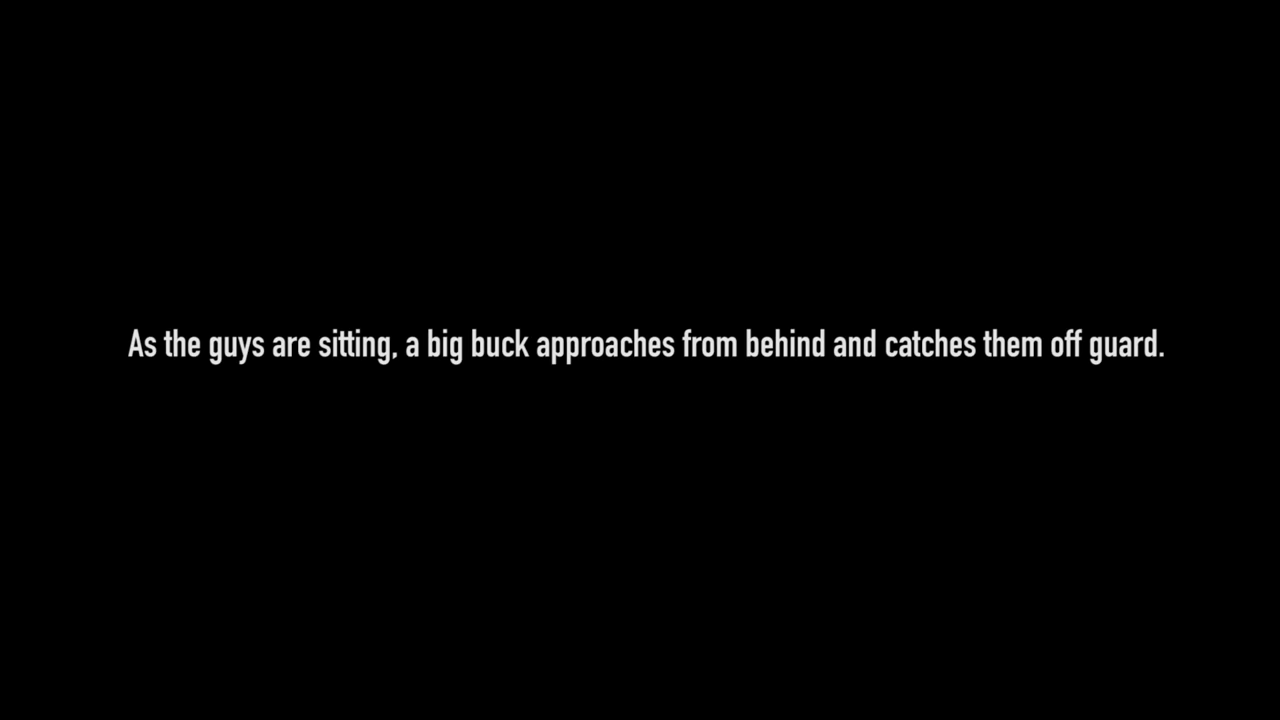 As the guys are sitting, a big buck approaches from behind and catches them off guard.